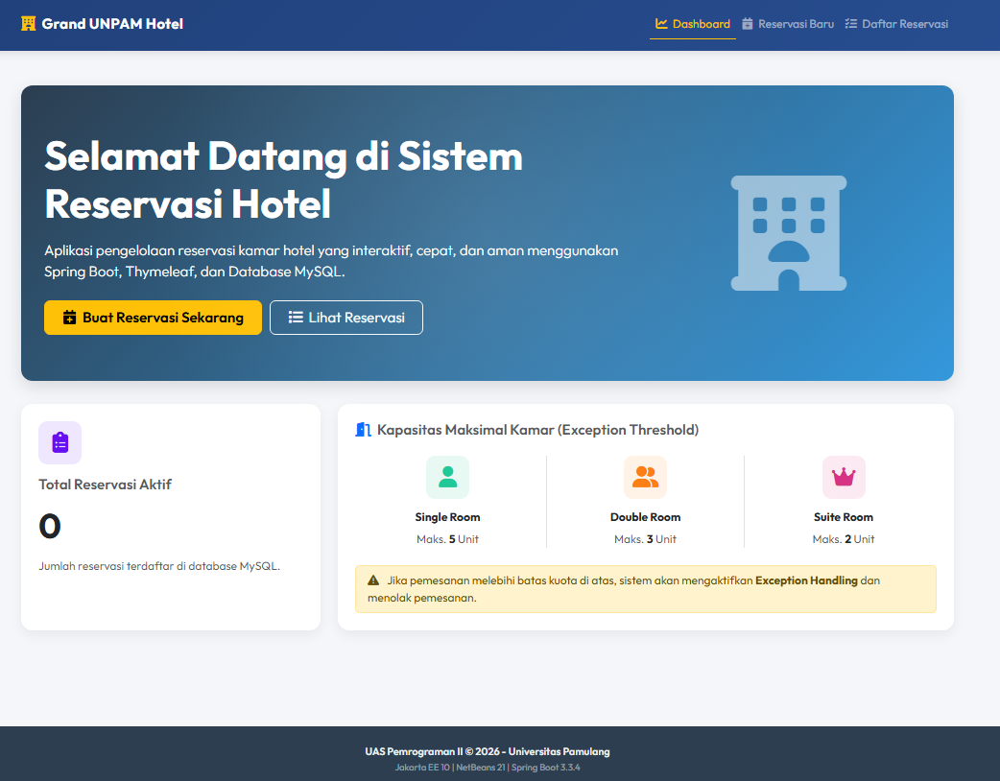 Grand UNPAM Hotel
Dashboard
Reservasi Baru
Daftar Reservasi
Selamat Datang di Sistem
Reservasi Hotel
Aplikasi pengelolaan reservasi kamar hotel yang interaktif, cepat, dan aman menggunakan
Spring Boot, Thymeleaf, dan Database MySQL.
Buat Reservasi Sekarang
Lihat Reservasi
Total Reservasi Aktif
0
Jumlah reservasi terdaftar di database MySQL.
Kapasitas Maksimal Kamar (Exception Threshold)
Single Room
Maks. 5 Unit
Double Room
Maks. 3 Unit
Suite Room
Maks. 2 Unit
Jika pemesanan melebihi batas kuota di atas, sistem akan mengaktifkan Exception Handling dan
menolak pemesanan.
UAS Pemrograman II © 2026 - Universitas Pamulang
Jakarta EE 10 | NetBeans 21 | Spring Boot 3.3.4